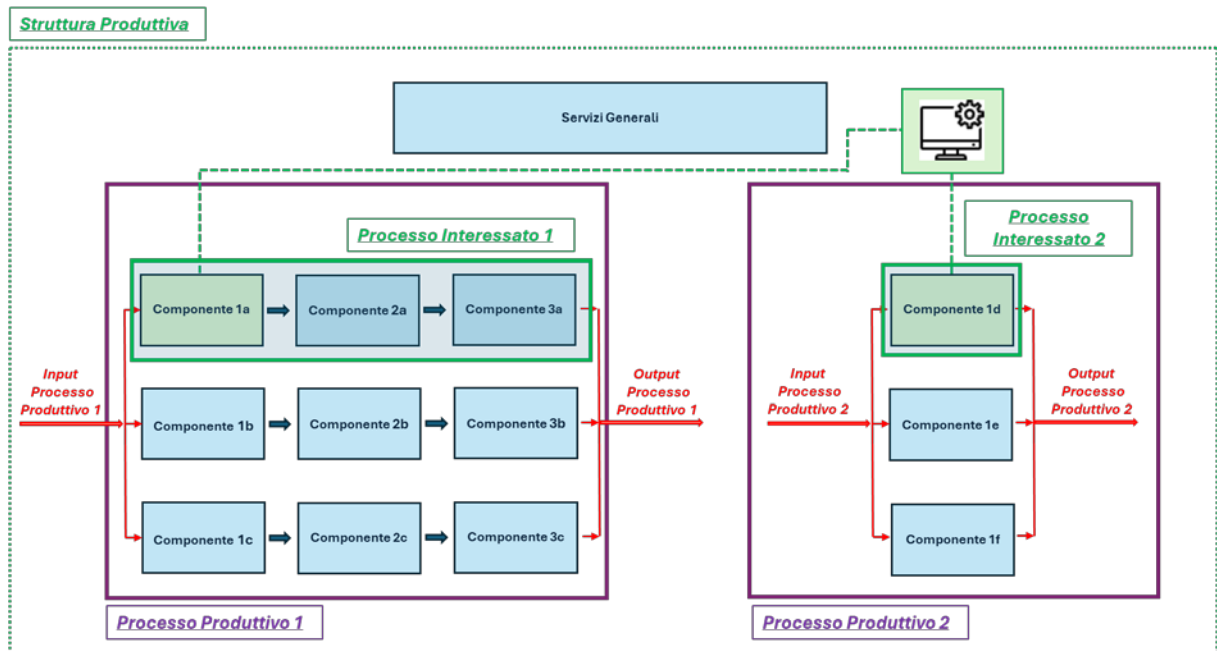 Struttura Produttiva
Servizi Generali
Processo Interessato 1
Processo
Interessato 2
Componente 1a
Componente 2a
Componente 3a
Componente 1d
Input
Processo
Produttivo 1
Output
Processo
Produttivo 1
Input
Processo
Produttivo 2
Output
Processo
Produttivo 2
Componente 1b
Componente 2b
Componente 3b
Componente 1e
Componente 1c
Componente 2c
Componente 3c
Componente 1f
Processo Produttivo 1
Processo Produttivo 2